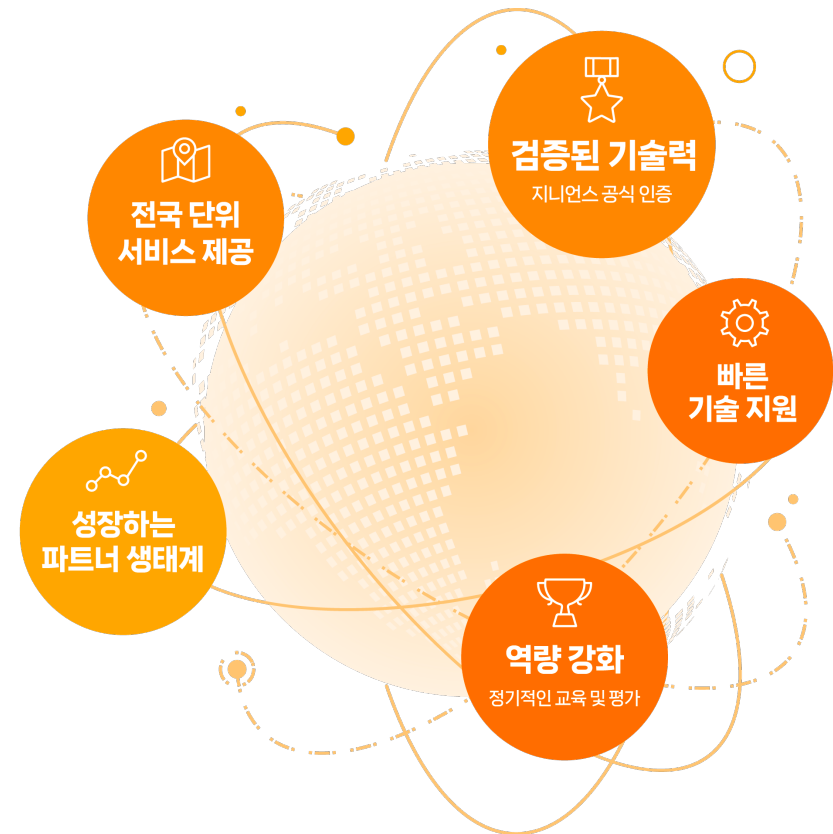 검증된 기술력
지니언스 공식 인증
전국 단위
서비스 제공
빠른
기술 지원
성장하는
파트너 생태계
역량 강화
정기적인 교육 및 평가